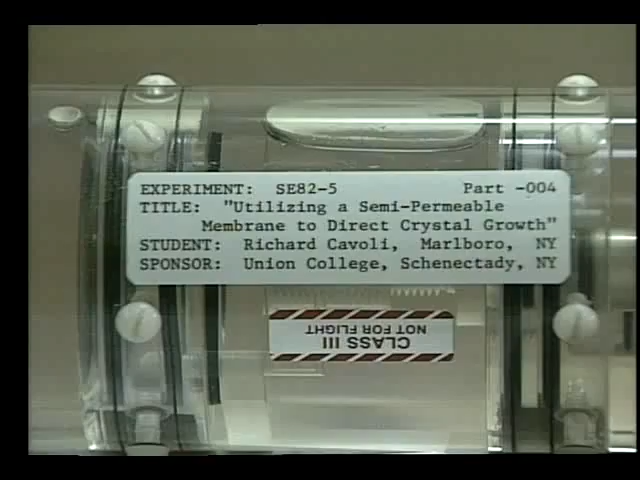 EXPERIMENT: SE82-5 Part -004
TITLE: "Utilizing a Semi-Permeable
Membrane to Direct Crystal Growth"
STUDENT: Richard Cavoli, Marlboro, NY
SPONSOR: Union College, Schenectady, NY
CLASS III
NOT FOR FLIGHT